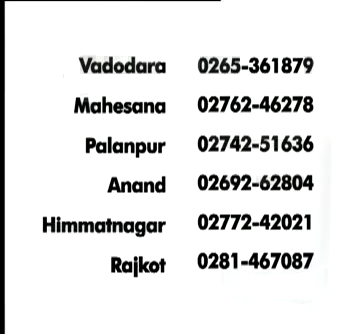 Vadodara 0265-361879
Mahesana 02762-46278
Palanpur 02742-51636
Anand 02692-62804
Himmatnagar 02772-42021
Rajkot 0281-467087